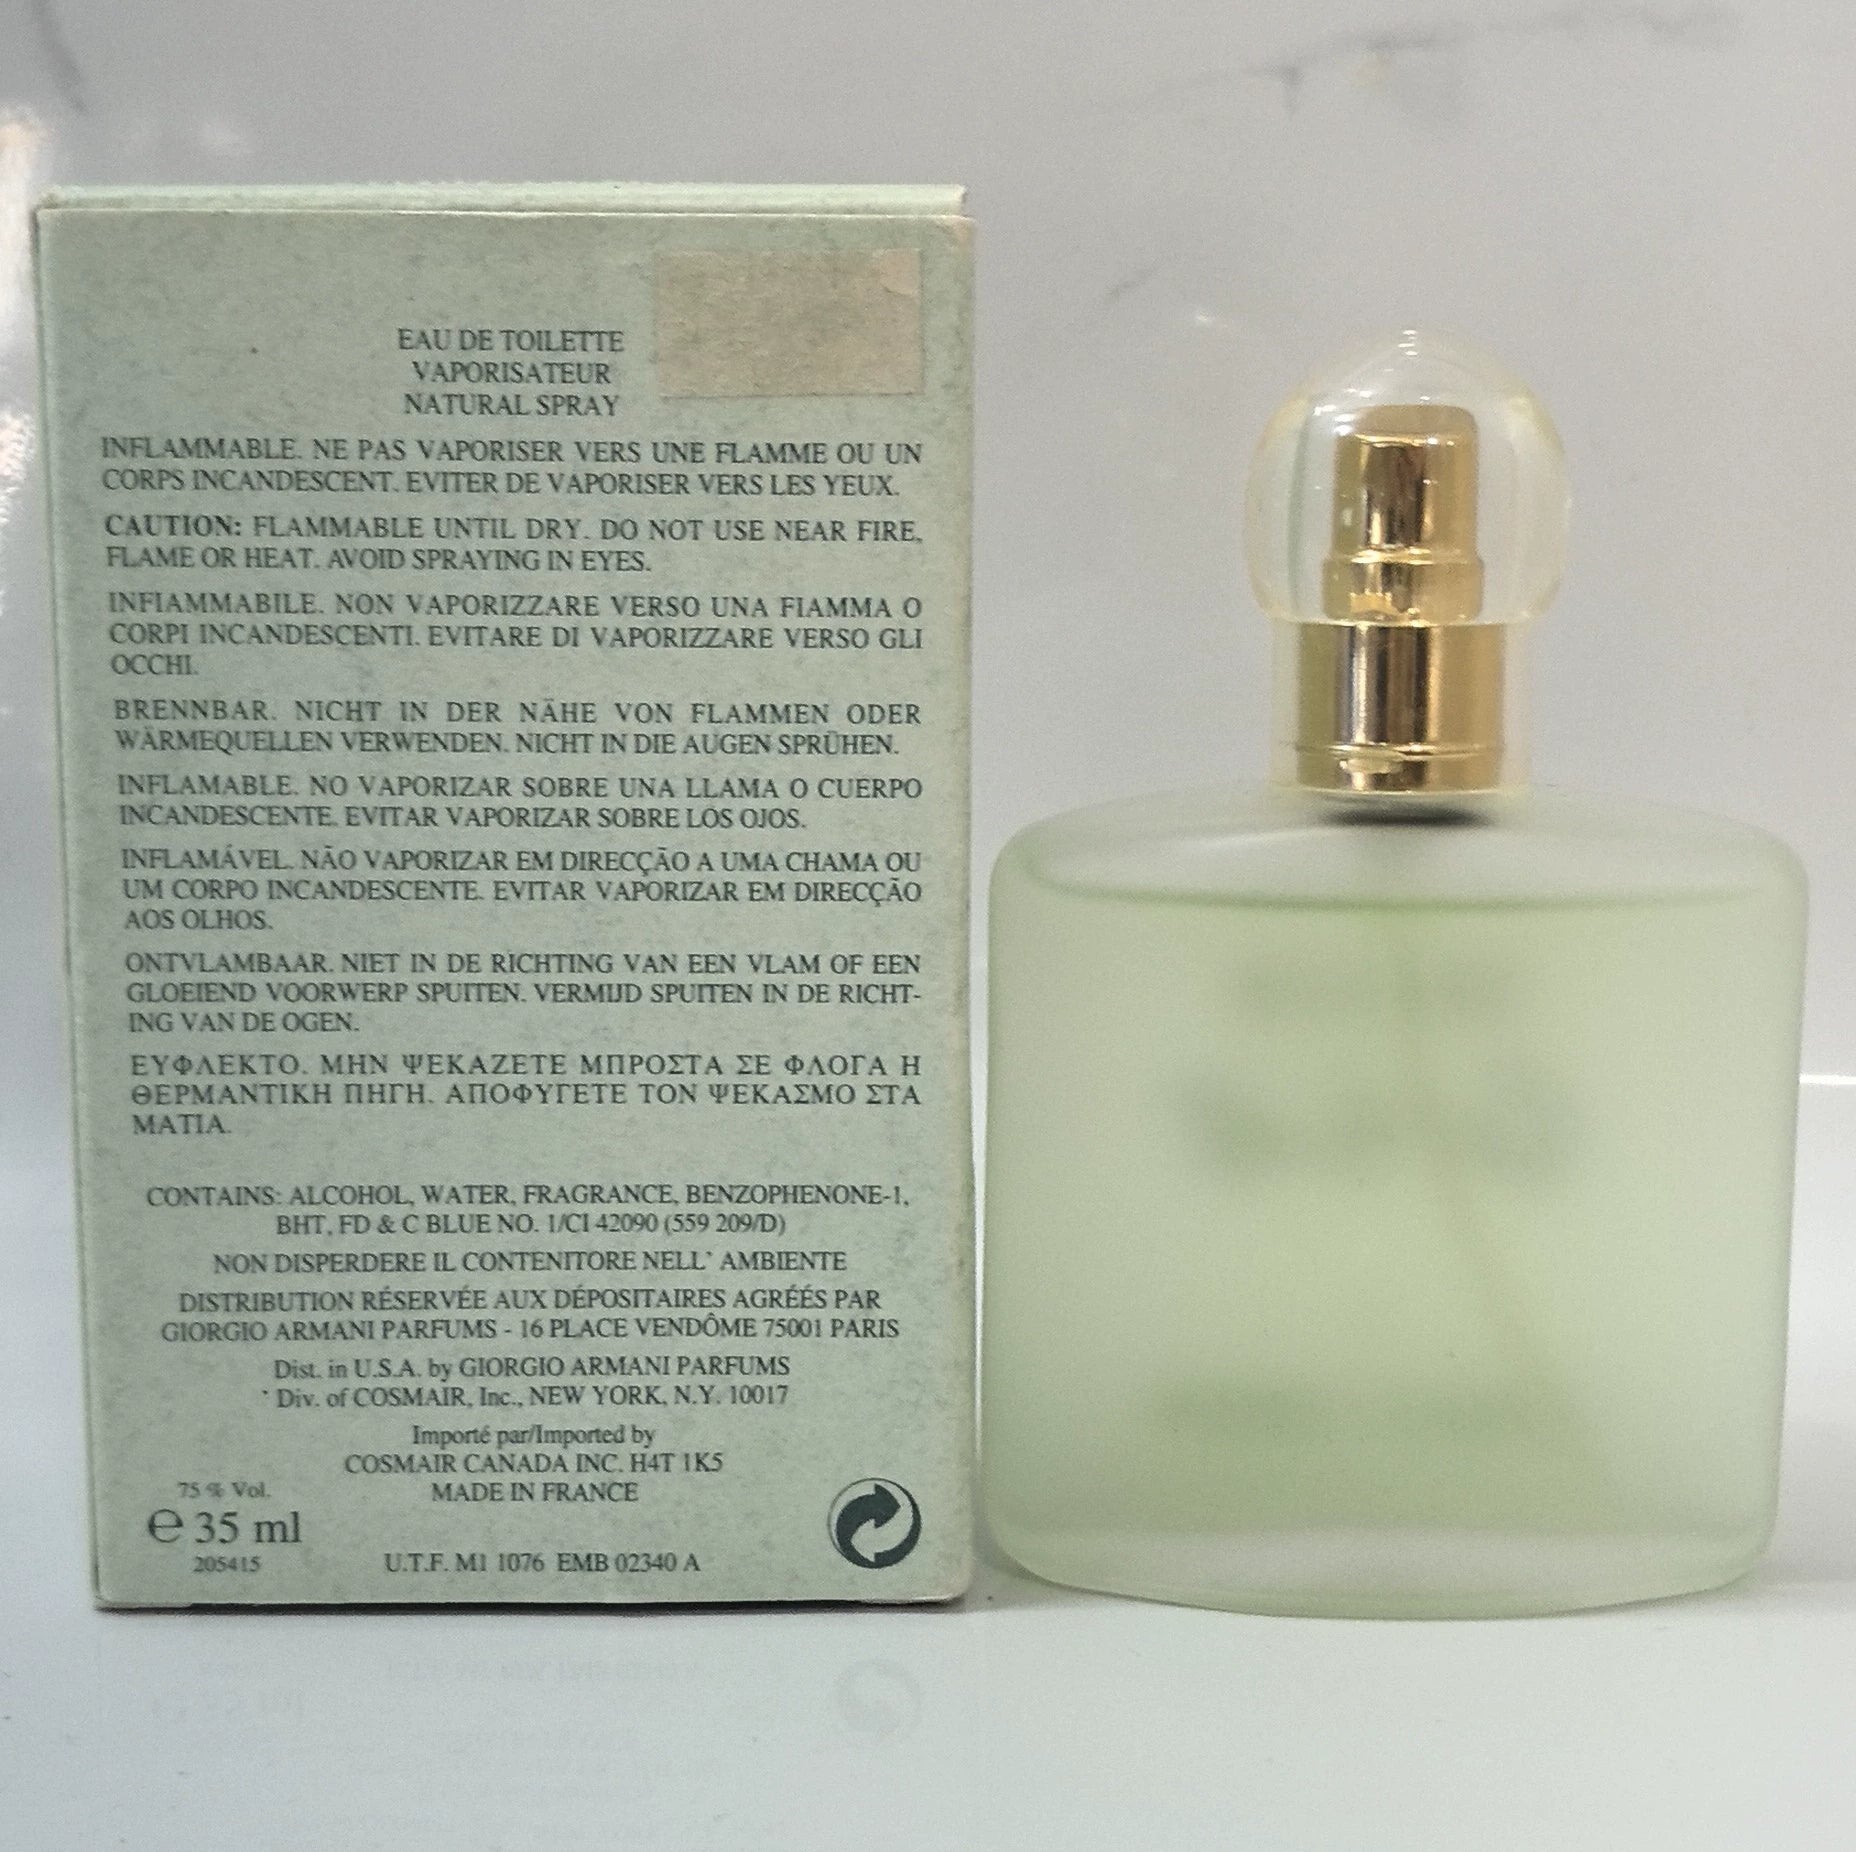 EAU DE TOILETTE
VAPORISATEUR
NATURAL SPRAY
INFLAMMABLE. NE PAS VAPORISER VERS UNE FLAMME OU UN
CORPS INCANDESCENT. EVITER DE VAPORISER VERS LES YEUX.
CAUTION: FLAMMABLE UNTIL DRY. DO NOT USE NEAR FIRE,
FLAME OR HEAT. AVOID SPRAYING IN EYES.
INFIAMMABILE. NON VAPORIZZARE VERSO UNA FIAMMA O
CORPI INCANDESCENTI. EVITARE DI VAPORIZZARE VERSO GLI
OCCHI.
BRENNBAR. NICHT IN DER NÄHE VON FLAMMEN ODER
WÄRMEQUELLEN VERWENDEN. NICHT IN DIE AUGEN SPRÜHEN.
INFLAMABLE. NO VAPORIZAR SOBRE UNA LLAMA O CUERPO
INCANDESCENTE. EVITAR VAPORIZAR SOBRE LOS OJOS.
INFLAMÁVEL. NÃO VAPORIZAR EM DIRECÇÃO A UMA CHAMA OU
UM CORPO INCANDESCENTE. EVITAR VAPORIZAR EM DIRECÇÃO
AOS OLHOS.
ONTVLAMBAAR. NIET IN DE RICHTING VAN EEN VLAM OF EEN
GLOEIEND VOORWERP SPUITEN. VERMIJD SPUITEN IN DE RICHT-
ING VAN DE OGEN.
ΕΥΦΛΕΚΤΟ. ΜΗΝ ΨΕΚΑΖΕΤΕ ΜΠΡΟΣΤΑ ΣΕ ΦΛΟΓΑ Η
ΘΕΡΜΑΝΤΙΚΗ ΠΗΓΗ. ΑΠΟΦΥΓΕΤΕ ΤΟΝ ΨΕΚΑΣΜΟ ΣΤΑ
ΜΑΤΙΑ.
CONTAINS: ALCOHOL, WATER, FRAGRANCE, BENZOPHENONE-1,
BHT, FD & C BLUE NO. 1/CI 42090 (559 209/D)
NON DISPERDERE IL CONTENITORE NELL' AMBIENTE
DISTRIBUTION RÉSERVÉE AUX DÉPOSITAIRES AGRÉÉS PAR
GIORGIO ARMANI PARFUMS - 16 PLACE VENDÔME 75001 PARIS
Dist. in U.S.A. by GIORGIO ARMANI PARFUMS
Div. of COSMAIR, Inc., NEW YORK, N.Y. 10017
Importé par/Imported by
COSMAIR CANADA INC. H4T 1K5
MADE IN FRANCE
75 % Vol.
℮ 35 ml
205415
U.T.F. M1 1076 EMB 02340 A